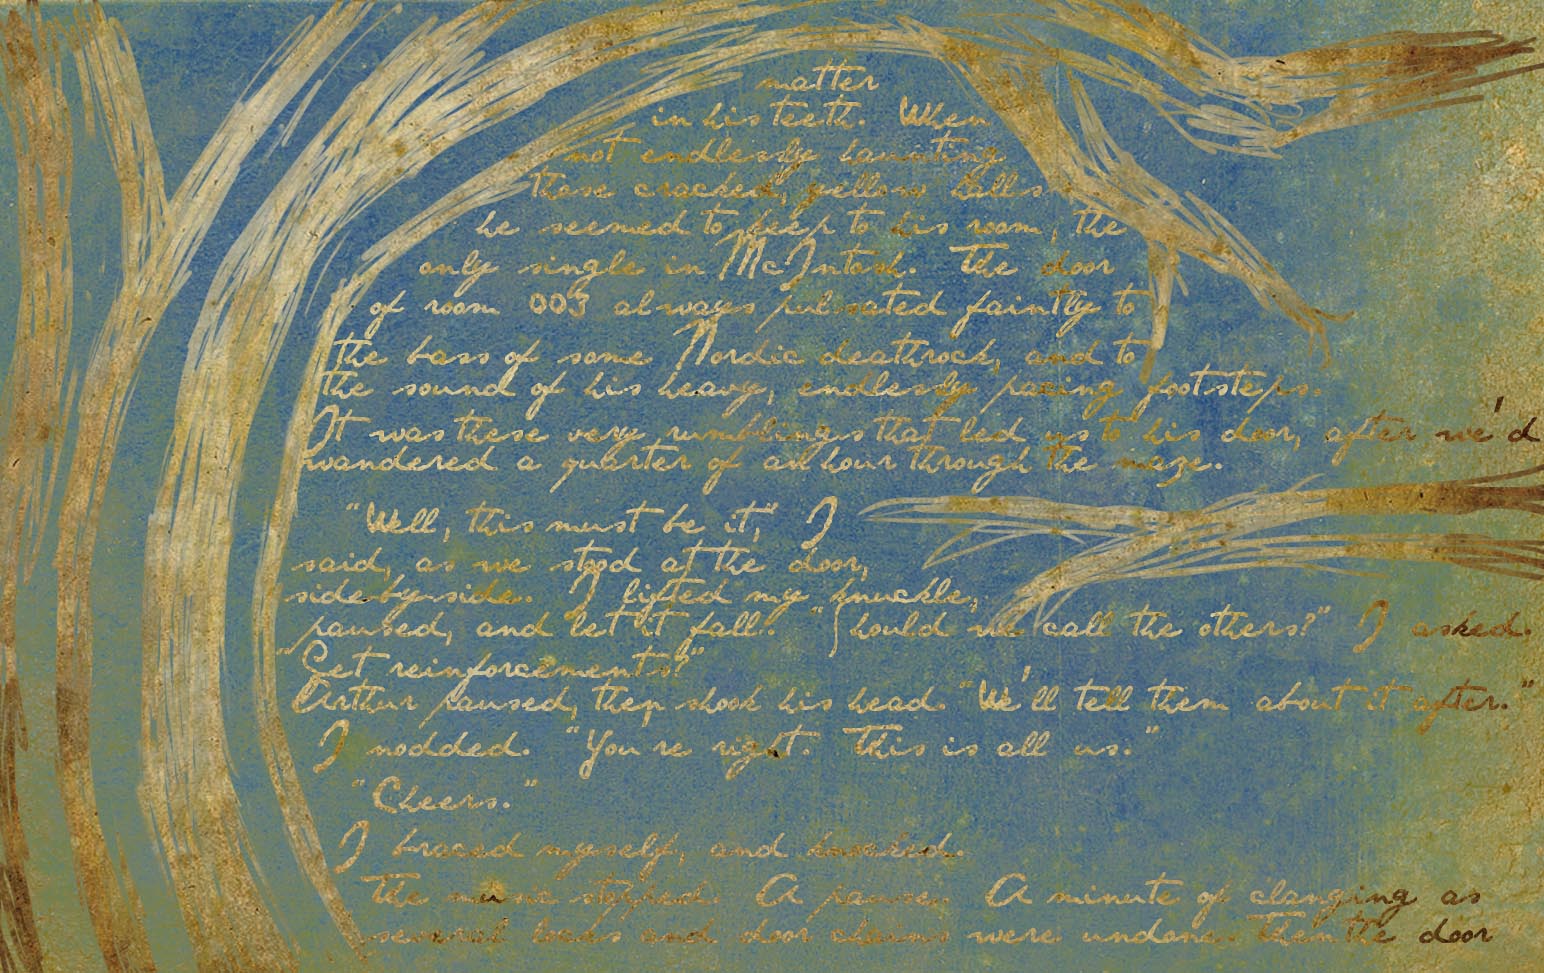 matter
in his teeth. When
not endlessly haunting
these cracked, yellow halls
he seemed to keep to his room, the
only single in McIntosh. The door
of room 003 always pulsated faintly to
the bass of some Nordic deathrock, and to
the sound of his heavy, endlessly pacing footsteps.
It was these very rumblings that led us to his door, after we'd
wandered a quarter of an hour through the maze.
"Well, this must be it," I
said, as we stood at the door,
side-by-side. I lifted my knuckle,
paused, and let it fall. "Should we call the others?" I asked.
"Get reinforcements?"
Arthur paused, then shook his head. "We'll tell them about it after."
I nodded. "You're right. This is all us."
"Cheers."
I braced myself, and knocked.
The music stopped. A pause. A minute of clanging as
several locks and door chains were undone. Then the door